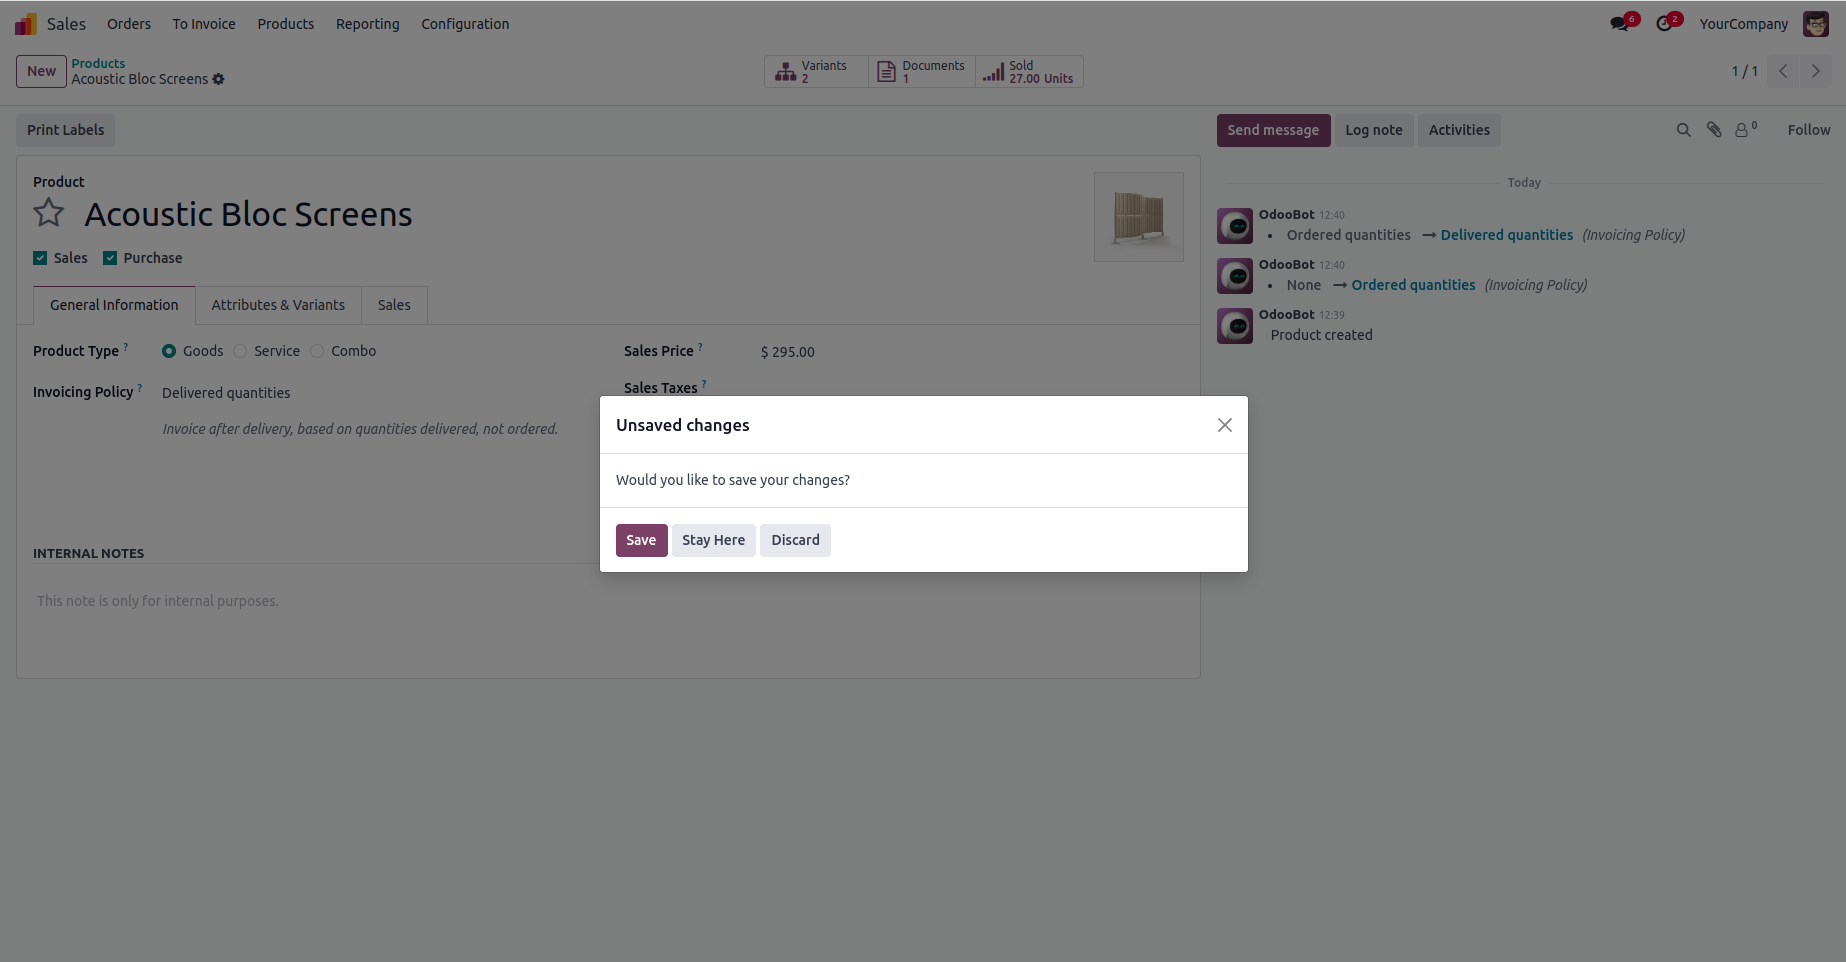 Sales Orders To Invoice Products Reporting Configuration 6 2 YourCompany
New Products
Acoustic Bloc Screens
Variants
2
Documents
1
Sold
27.00 Units
1 / 1
Print Labels
Send message Log note Activities 0 Follow
Product
Acoustic Bloc Screens
Sales Purchase
General Information Attributes & Variants Sales
Product Type ? Goods Service Combo
Invoicing Policy ? Delivered quantities
Invoice after delivery, based on quantities delivered, not ordered.
Sales Price ? $ 295.00
Sales Taxes ?
INTERNAL NOTES
This note is only for internal purposes.
Today
OdooBot 12:40
• Ordered quantities → Delivered quantities (Invoicing Policy)
OdooBot 12:40
• None → Ordered quantities (Invoicing Policy)
OdooBot 12:39
Product created
Unsaved changes
Would you like to save your changes?
Save Stay Here Discard